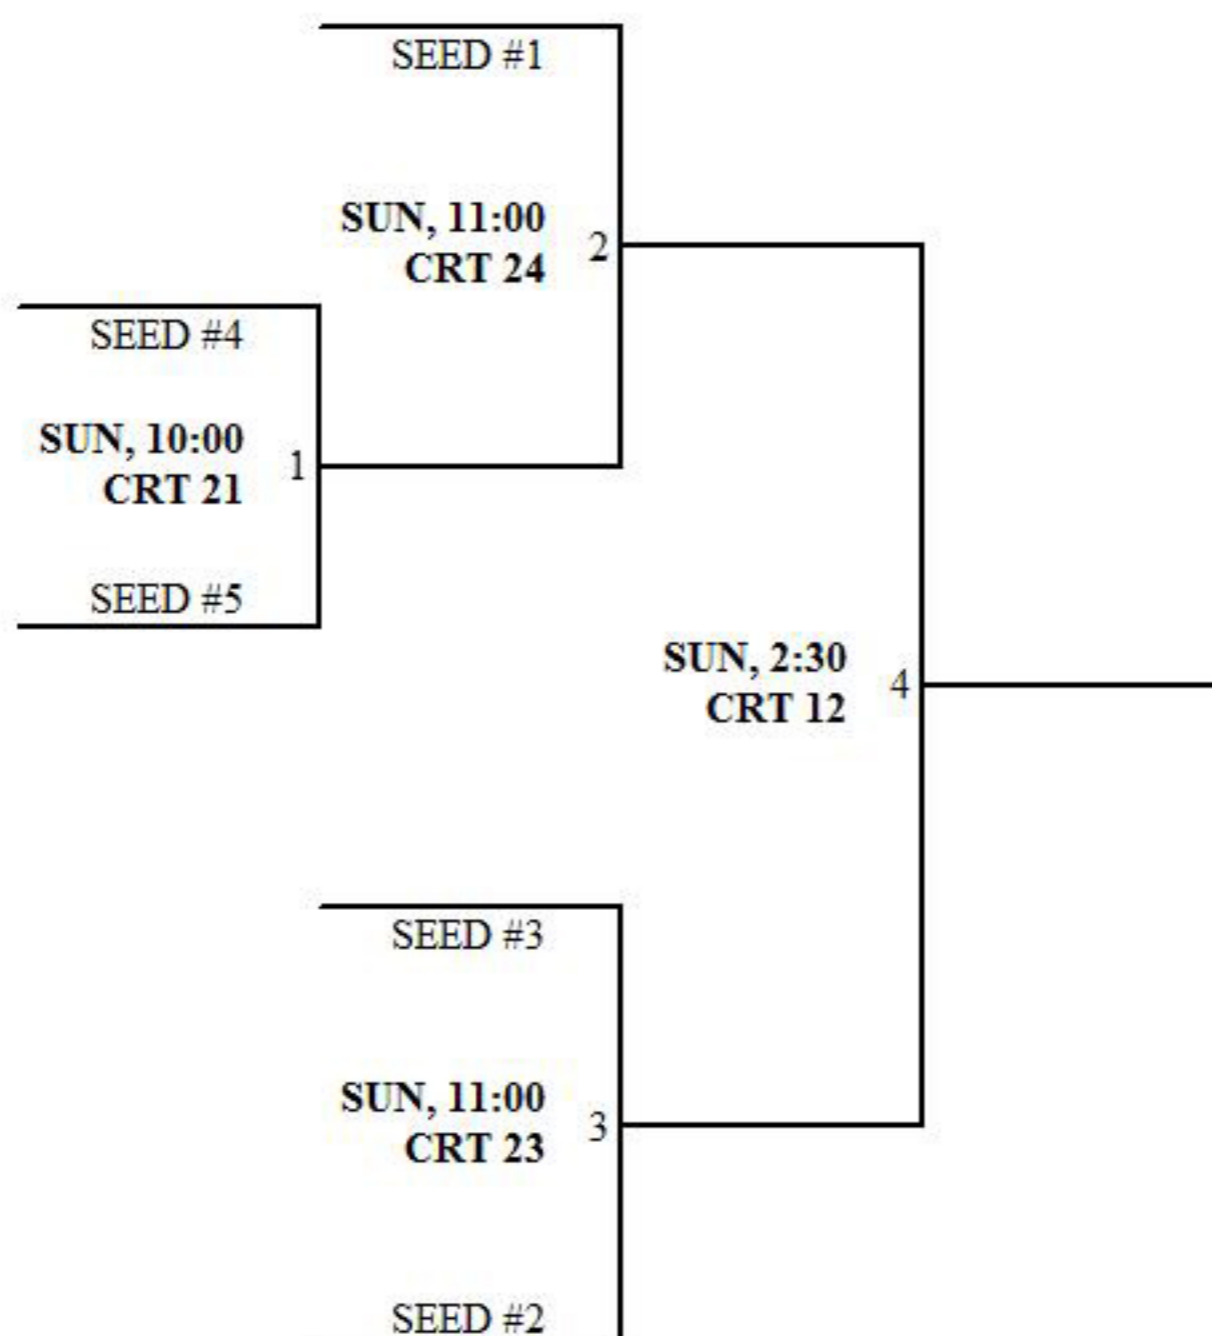 SEED #1
SUN, 11:00
CRT 24
2
SEED #4
SUN, 10:00
CRT 21
1
SEED #5
SUN, 2:30
CRT 12
4
SEED #3
SUN, 11:00
CRT 23
3
SEED #2